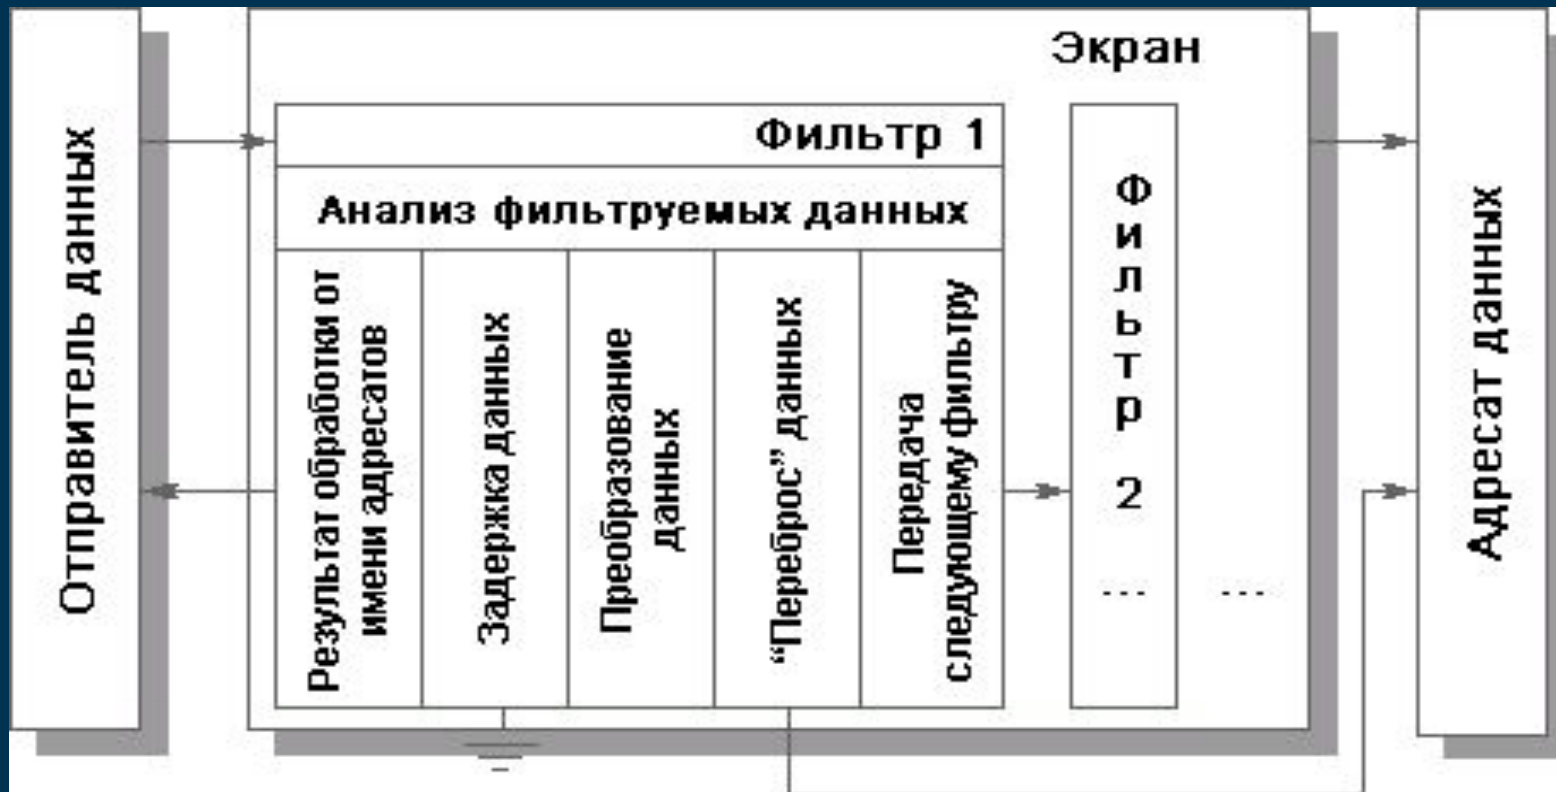 Отправитель данных
Экран
Фильтр 1
Анализ фильтруемых данных
Результат обработки от
имени адресатов
Задержка данных
Преобразование
данных
“Переброс” данных
Передача
следующему фильтру
Фильтр 2
...
...
Адресат данных